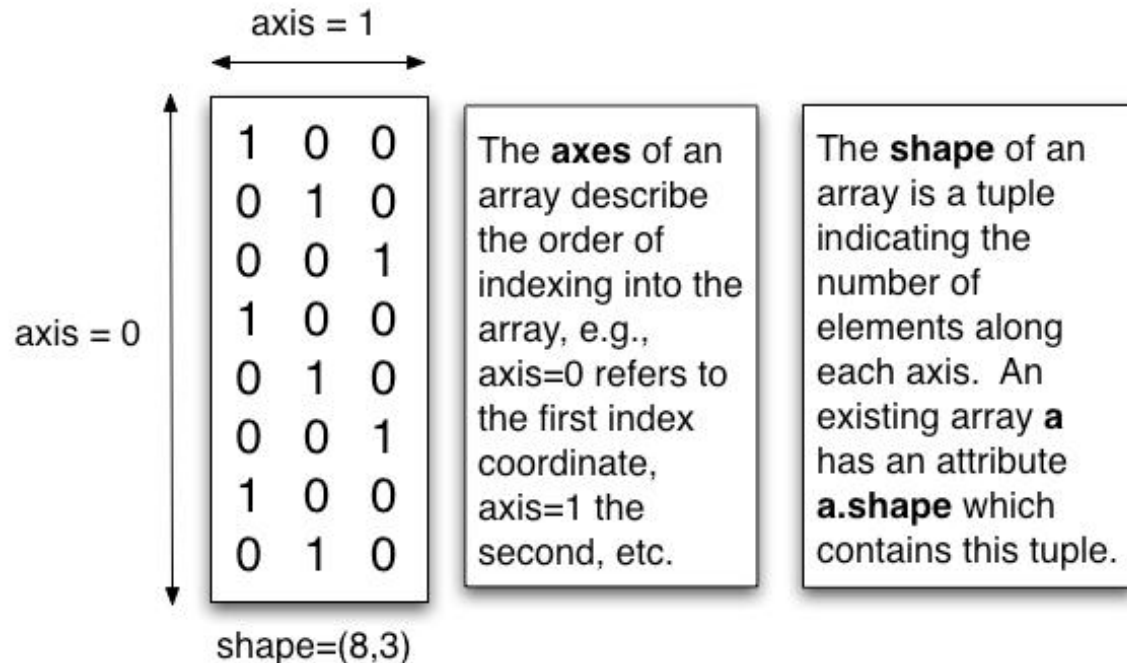 axis = 1
axis = 0
1 0 0
0 1 0
0 0 1
1 0 0
0 1 0
0 0 1
1 0 0
0 1 0
shape=(8,3)
The axes of an
array describe
the order of
indexing into the
array, e.g.,
axis=0 refers to
the first index
coordinate,
axis=1 the
second, etc.
The shape of an
array is a tuple
indicating the
number of
elements along
each axis.  An
existing array a
has an attribute
a.shape which
contains this tuple.